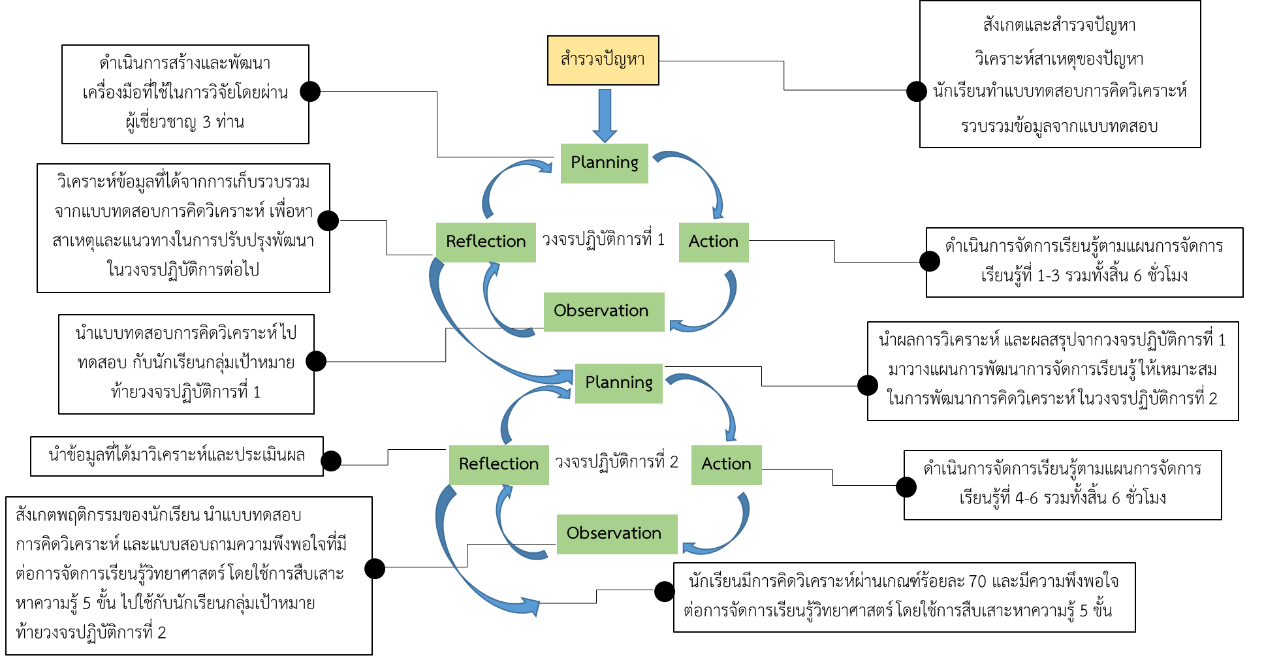 สำรวจปัญหา
สังเกตและสำรวจปัญหา
วิเคราะห์สาเหตุของปัญหา
นักเรียนทำแบบทดสอบการคิดวิเคราะห์
รวบรวมข้อมูลจากแบบทดสอบ
ดำเนินการสร้างและพัฒนา
เครื่องมือที่ใช้ในการวิจัยโดยผ่าน
ผู้เชี่ยวชาญ 3 ท่าน
Planning
วิเคราะห์ข้อมูลที่ได้จากการเก็บรวบรวม
จากแบบทดสอบการคิดวิเคราะห์ เพื่อหา
สาเหตุและแนวทางในการปรับปรุงพัฒนา
ในวงจรปฏิบัติการต่อไป
Reflection
วงจรปฏิบัติการที่ 1
Action
ดำเนินการจัดการเรียนรู้ตามแผนการจัดการ
เรียนรู้ที่ 1-3 รวมทั้งสิ้น 6 ชั่วโมง
Observation
นำแบบทดสอบการคิดวิเคราะห์ ไป
ทดสอบ กับนักเรียนกลุ่มเป้าหมาย
ท้ายวงจรปฏิบัติการที่ 1
Planning
นำผลการวิเคราะห์ และผลสรุปจากวงจรปฏิบัติการที่ 1
มาวางแผนการพัฒนาการจัดการเรียนรู้ ให้เหมาะสม
ในการพัฒนาการคิดวิเคราะห์ ในวงจรปฏิบัติการที่ 2
นำข้อมูลที่ได้มาวิเคราะห์และประเมินผล
Reflection
วงจรปฏิบัติการที่ 2
Action
ดำเนินการจัดการเรียนรู้ตามแผนการจัดการ
เรียนรู้ที่ 4-6 รวมทั้งสิ้น 6 ชั่วโมง
Observation
สังเกตพฤติกรรมของนักเรียน นำแบบทดสอบ
การคิดวิเคราะห์ และแบบสอบถามความพึงพอใจที่มี
ต่อการจัดการเรียนรู้วิทยาศาสตร์ โดยใช้การสืบเสาะ
หาความรู้ 5 ขั้น ไปใช้กับนักเรียนกลุ่มเป้าหมาย
ท้ายวงจรปฏิบัติการที่ 2
นักเรียนมีการคิดวิเคราะห์ผ่านเกณฑ์ร้อยละ 70 และมีความพึงพอใจ
ต่อการจัดการเรียนรู้วิทยาศาสตร์ โดยใช้การสืบเสาะหาความรู้ 5 ขั้น